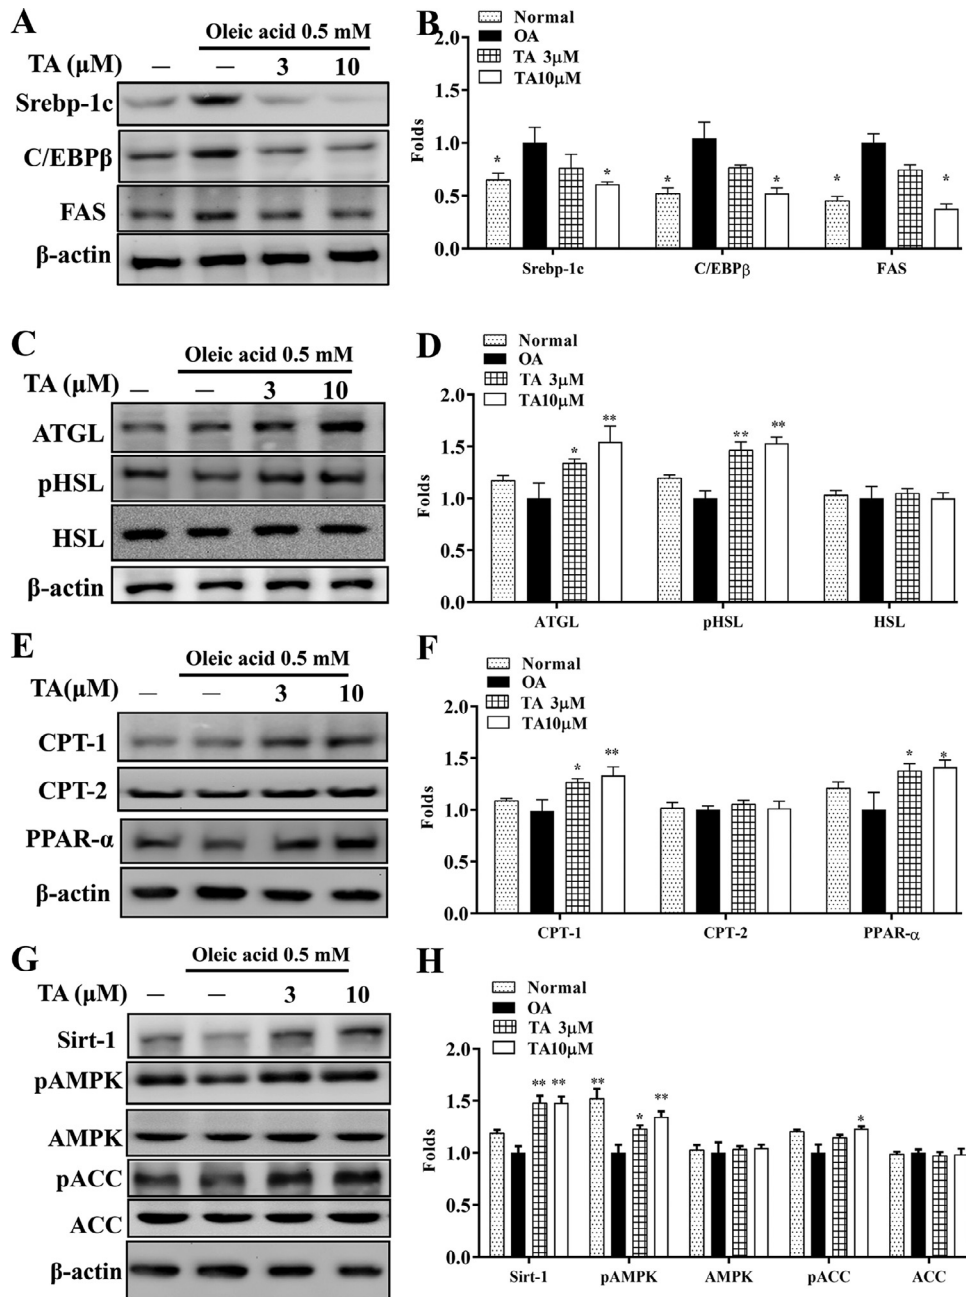 A
Oleic acid 0.5 mM
TA (μM) — — 3 10
Srebp-1c
C/EBPβ
FAS
β-actin
B
Normal
OA
TA 3μM
TA10μM
Folds
2.0
1.5
1.0
0.5
0.0
* * * * * *
Srebp-1c C/EBPβ FAS
C
Oleic acid 0.5 mM
TA (μM) — — 3 10
ATGL
pHSL
HSL
β-actin
D
Normal
OA
TA 3μM
TA10μM
Folds
2.0
1.5
1.0
0.5
0.0
* ** ** **
ATGL pHSL HSL
E
Oleic acid 0.5 mM
TA(μM) — — 3 10
CPT-1
CPT-2
PPAR-α
β-actin
F
Normal
OA
TA 3μM
TA10μM
Folds
2.0
1.5
1.0
0.5
0.0
* ** * *
CPT-1 CPT-2 PPAR-α
G
Oleic acid 0.5 mM
TA (μM) — — 3 10
Sirt-1
pAMPK
AMPK
pACC
ACC
β-actin
H
Normal
OA
TA 3μM
TA10μM
Folds
2.0
1.5
1.0
0.5
0.0
** ** ** * ** *
Sirt-1 pAMPK AMPK pACC ACC